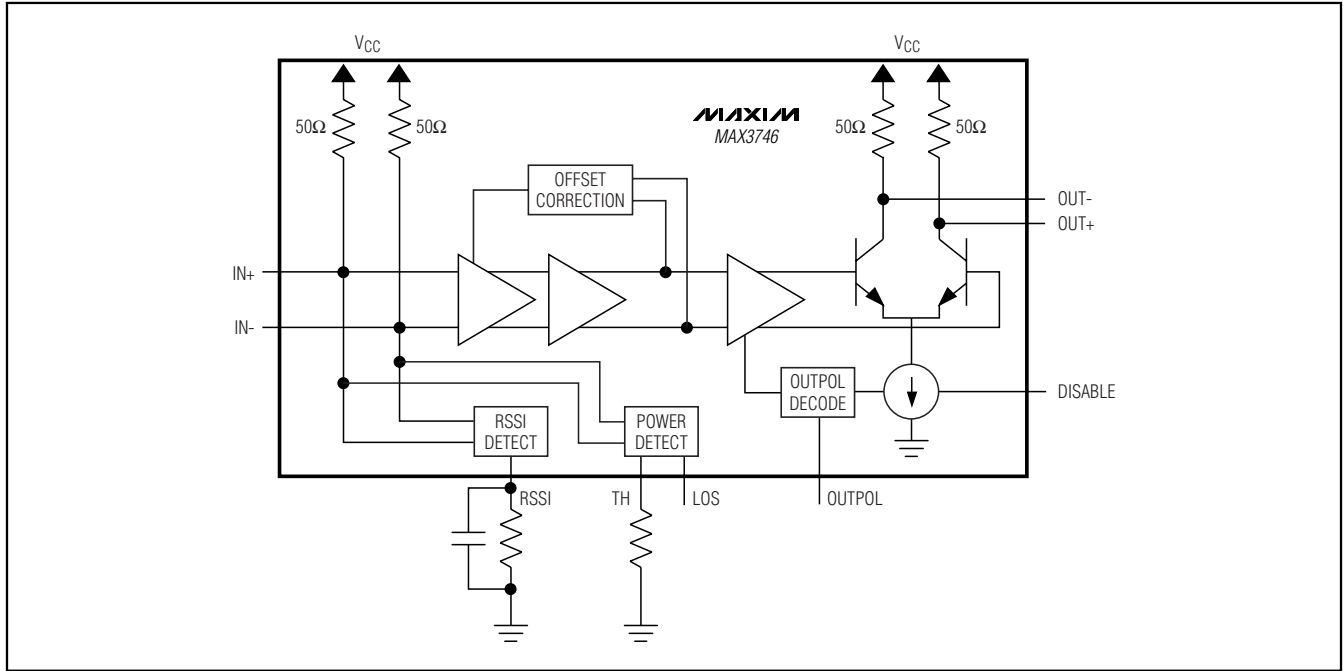 VCC VCC
50Ω 50Ω MAXIM 50Ω 50Ω
MAX3746
OFFSET
CORRECTION
OUT-
OUT+
IN+
IN-
OUTPOL
DECODE
DISABLE
RSSI
DETECT
POWER
DETECT
RSSI TH LOS OUTPOL